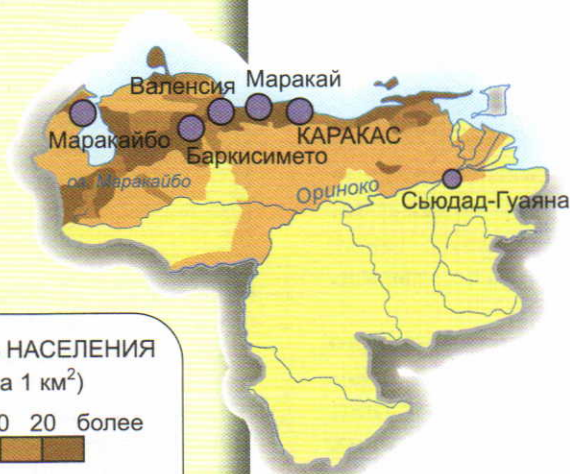 Валенсия
Маракай
Маракайбо
КАРАКАС
Баркисимето
оз. Маракайбо
Ориноко
Сьюдад-Гуаяна
НАСЕЛЕНИЯ
а 1 км²)
0 20 более